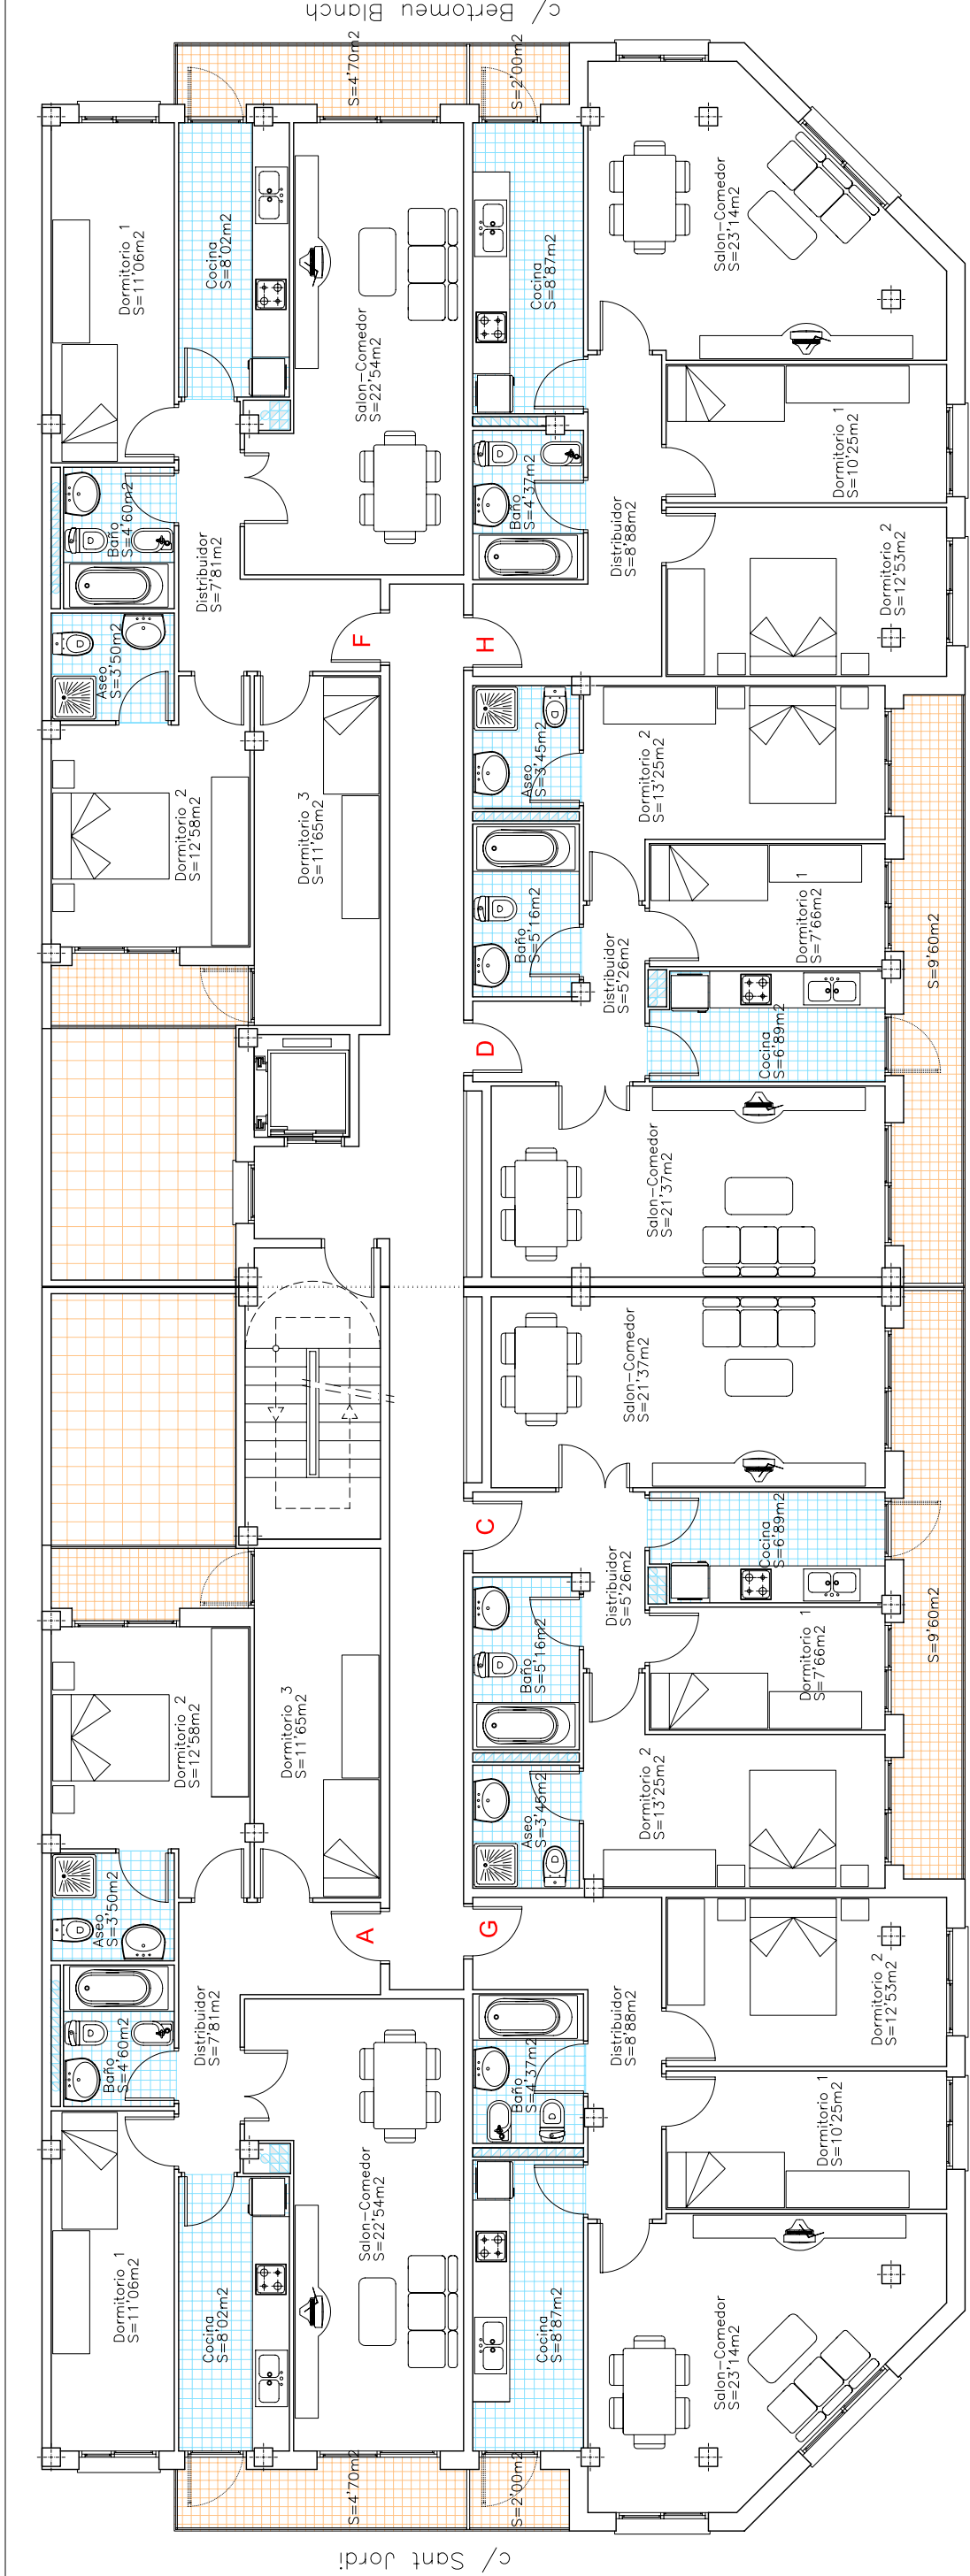 c/ Bertomeu Blanch
S=4'70m2
S=2'00m2
Dormitorio 1
S=11'06m2
Cocina
S=8'02m2
Salon-Comedor
S=22'54m2
Cocina
S=8'87m2
Salon-Comedor
S=23'14m2
Baño
S=4'60m2
Distribuidor
S=7'81m2
Baño
S=4'37m2
Distribuidor
S=8'88m2
Dormitorio 1
S=10'25m2
Dormitorio 2
S=12'53m2
Aseo
S=3'50m2
F
H
Dormitorio 2
S=12'58m2
Dormitorio 3
S=11'65m2
Aseo
S=3'45m2
Dormitorio 2
S=13'25m2
Baño
S=5'16m2
Distribuidor
S=5'26m2
Dormitorio 1
S=7'66m2
S=9'60m2
D
Cocina
S=6'89m2
Salon-Comedor
S=21'37m2
Salon-Comedor
S=21'37m2
C
Cocina
S=6'89m2
Distribuidor
S=5'26m2
Baño
S=5'16m2
Dormitorio 1
S=7'66m2
S=9'60m2
Dormitorio 2
S=12'58m2
Dormitorio 3
S=11'65m2
Aseo
S=3'45m2
Dormitorio 2
S=13'25m2
Aseo
S=3'50m2
A
G
Distribuidor
S=7'81m2
Baño
S=4'60m2
Distribuidor
S=8'88m2
Baño
S=4'37m2
Dormitorio 2
S=12'53m2
Dormitorio 1
S=10'25m2
Dormitorio 1
S=11'06m2
Cocina
S=8'02m2
Salon-Comedor
S=22'54m2
Cocina
S=8'87m2
Salon-Comedor
S=23'14m2
S=4'70m2
S=2'00m2
c/ Sant Jordi